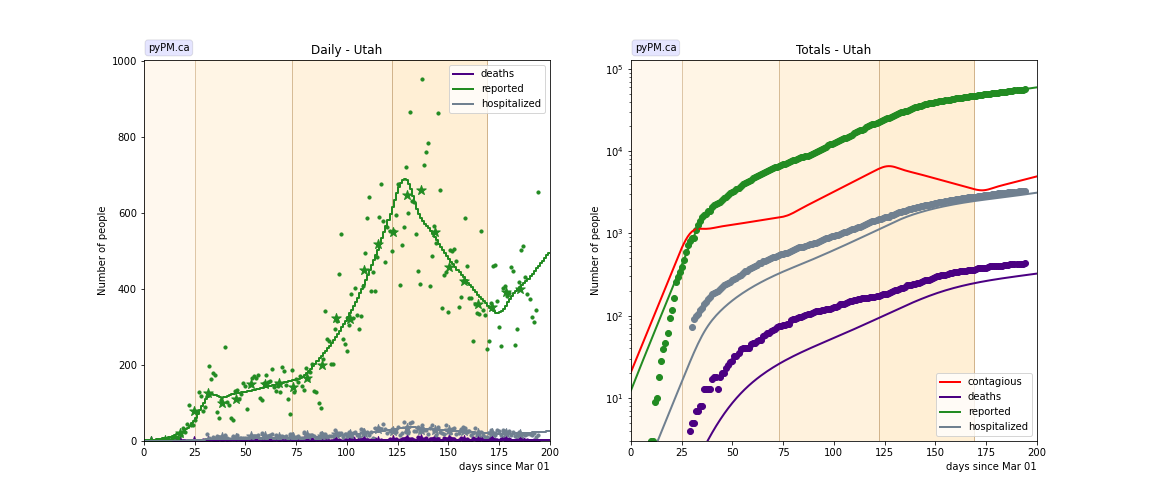 pyPM.ca
Daily - Utah
Number of people
1000
800
600
400
200
0
0 25 50 75 100 125 150 175 200
days since Mar 01
deaths
reported
hospitalized
pyPM.ca
Totals - Utah
Number of people
10⁵
10⁴
10³
10²
10¹
0 25 50 75 100 125 150 175 200
days since Mar 01
contagious
deaths
reported
hospitalized